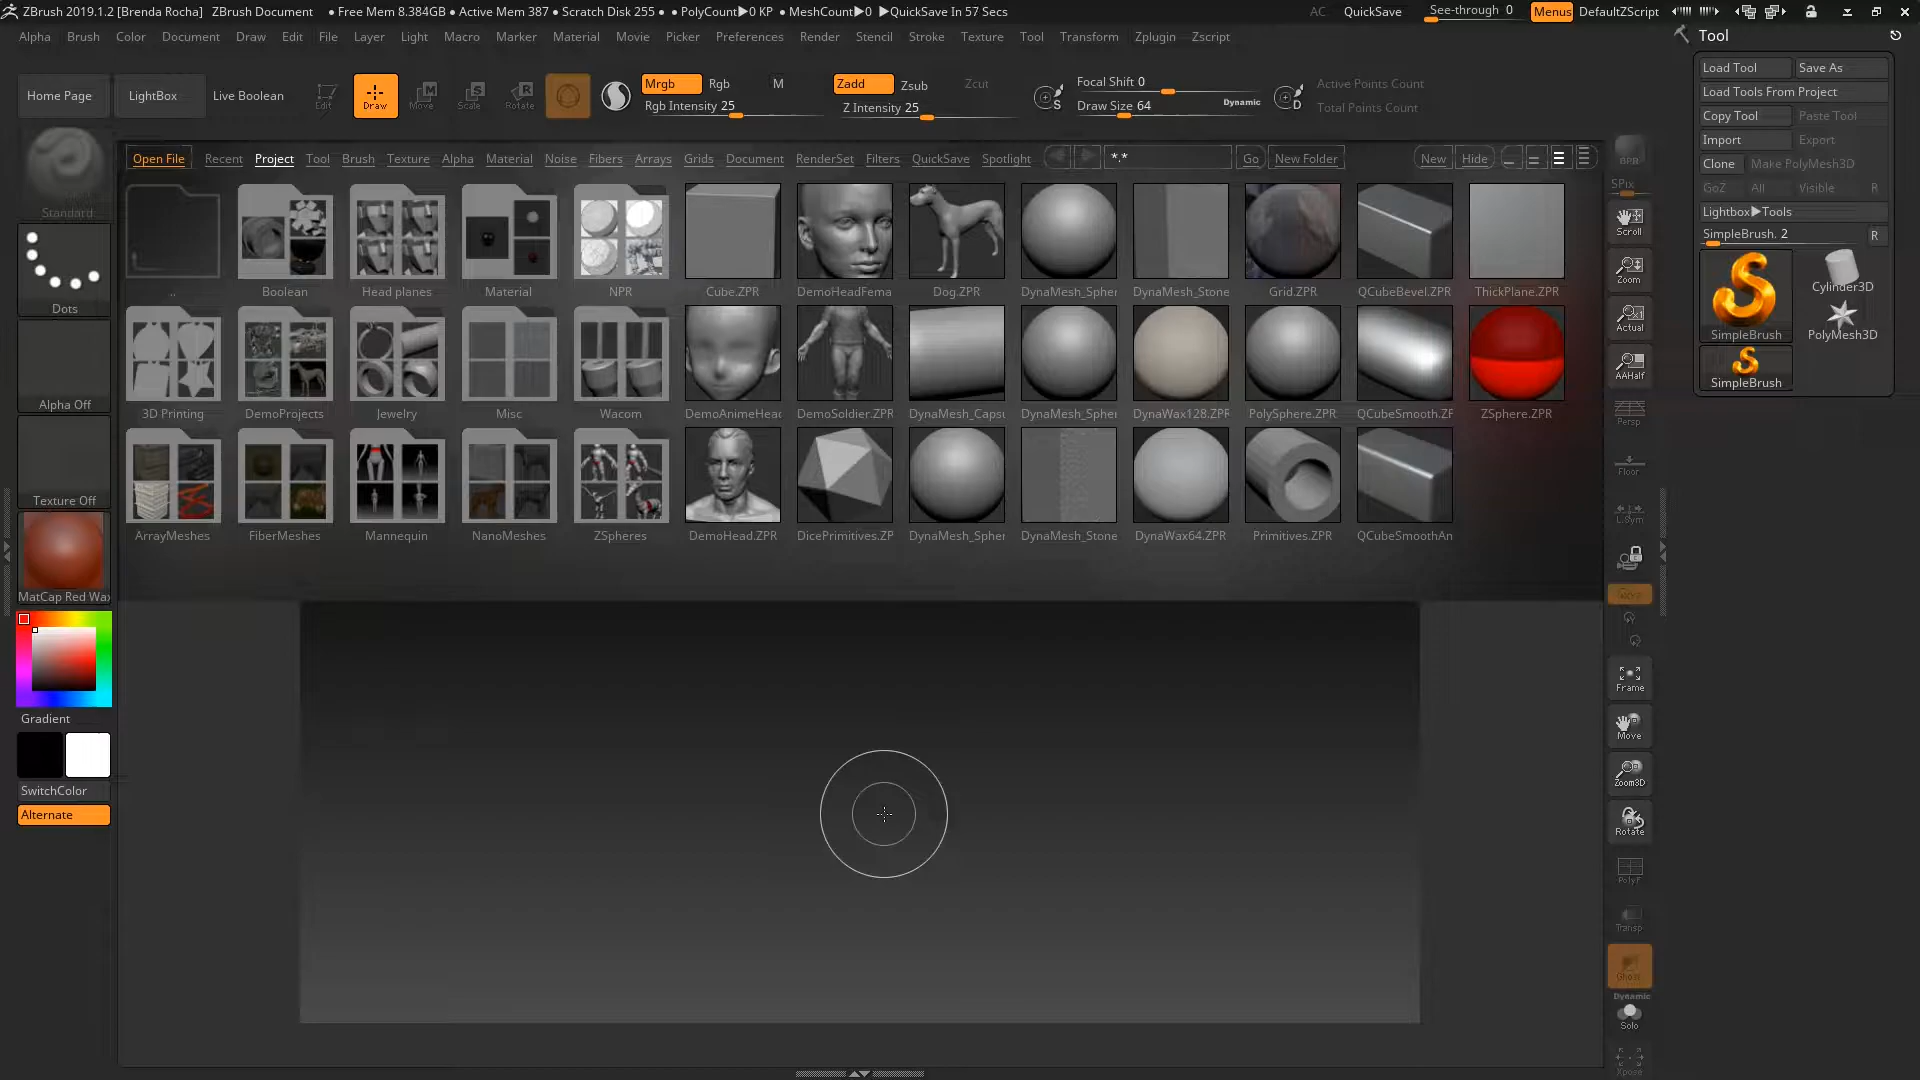 ZBrush 2019.1.2 [Brenda Rocha] ZBrush Document • Free Mem 8.384GB • Active Mem 387 • Scratch Disk 255 • • PolyCount▶0 KP • MeshCount▶0 ▶QuickSave In 57 Secs AC QuickSave See-through 0 Menus DefaultZScript
Alpha Brush Color Document Draw Edit File Layer Light Macro Marker Material Movie Picker Preferences Render Stencil Stroke Texture Tool Transform Zplugin Zscript
Tool
Load Tool Save As
Load Tools From Project
Copy Tool Paste Tool
Import Export
Clone Make PolyMesh3D
GoZ All Visible R
Lightbox▶Tools
SimpleBrush. 2 R
SimpleBrush
Cylinder3D
PolyMesh3D
SimpleBrush
Home Page LightBox Live Boolean
Edit Draw Move Scale Rotate
Mrgb Rgb M
Rgb Intensity 25
Zadd Zsub Zcut
Z Intensity 25
S
Focal Shift 0
Draw Size 64 Dynamic
D
Active Points Count
Total Points Count
Open File Recent Project Tool Brush Texture Alpha Material Noise Fibers Arrays Grids Document RenderSet Filters QuickSave Spotlight *.* Go New Folder New Hide
.. Boolean Head planes Material NPR Cube.ZPR DemoHeadFema Dog.ZPR DynaMesh_Spher DynaMesh_Stone Grid.ZPR QCubeBevel.ZPR ThickPlane.ZPR
3D Printing DemoProjects Jewelry Misc Wacom DemoAnimeHead DemoSoldier.ZPR DynaMesh_Capsu DynaMesh_Spher DynaWax128.ZPR PolySphere.ZPR QCubeSmooth.ZF ZSphere.ZPR
ArrayMeshes FiberMeshes Mannequin NanoMeshes ZSpheres DemoHead.ZPR DicePrimitives.ZP DynaMesh_Spher DynaMesh_Stone DynaWax64.ZPR Primitives.ZPR QCubeSmoothAn
Standard
Dots
Alpha Off
Texture Off
MatCap Red Wax
Gradient
SwitchColor
Alternate
BPR
SPix
Scroll
Zoom
Actual
AAHalf
Persp
Floor
L.Sym
Frame
Move
Zoom3D
Rotate
PolyF
Transp
Ghost
Dynamic
Solo
Xpose